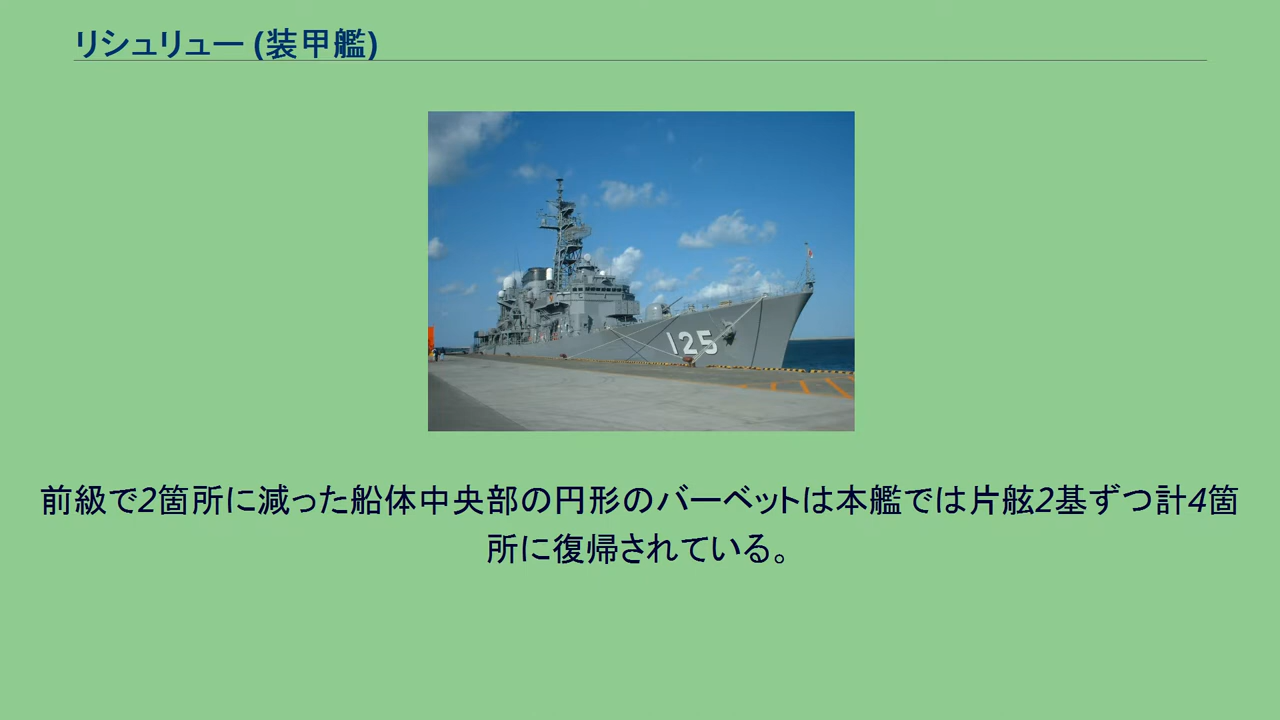 リシュリュー (装甲艦)
125
前級で2箇所に減った船体中央部の円形のバーベットは本艦では片舷2基ずつ計4箇
所に復帰されている。